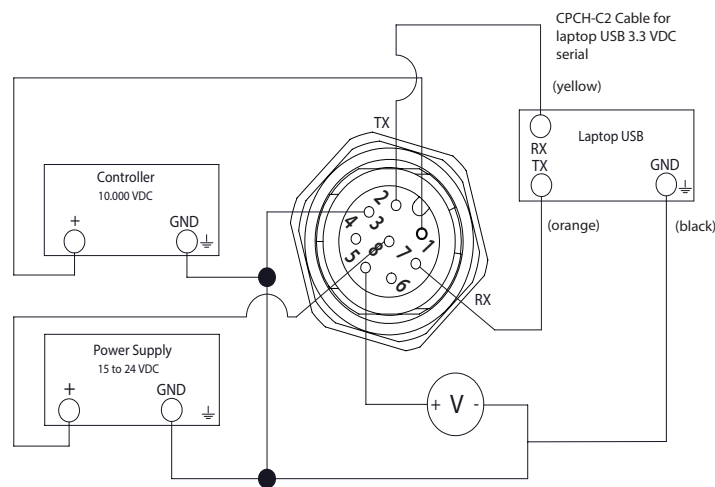 CPCH-C2 Cable for
laptop USB 3.3 VDC
serial
(yellow)
TX
Laptop USB
RX
TX
GND
(orange)
(black)
Controller
10.000 VDC
+
GND
2
3
4
1
8
7
5
6
RX
Power Supply
15 to 24 VDC
+
GND
+ V -